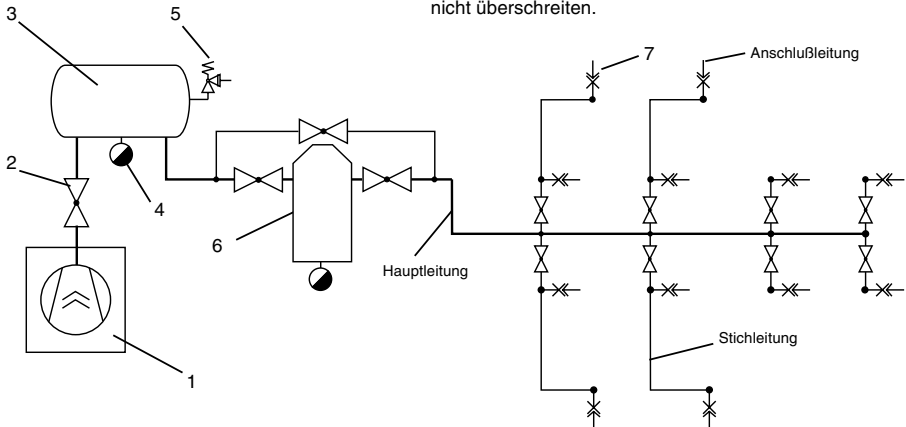 nicht überschreiten.
3
5
7
Anschlußleitung
2
4
6
Hauptleitung
Stichleitung
1